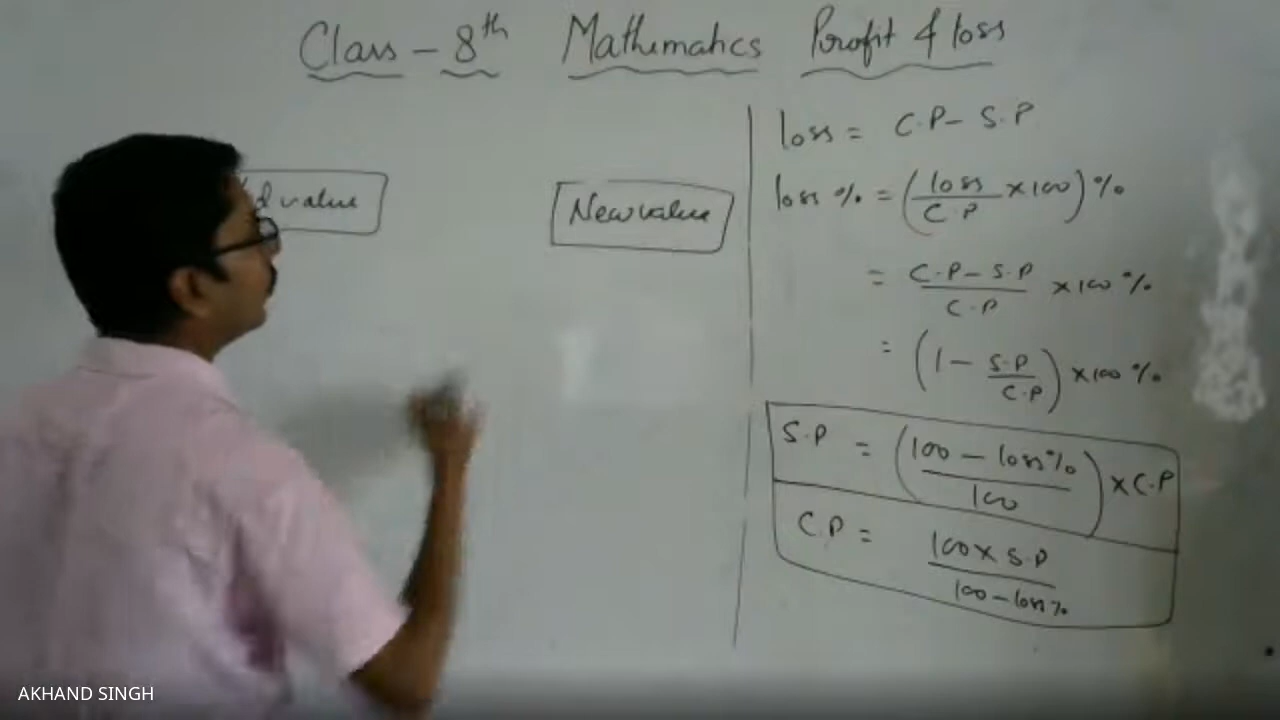 Class - 8th Mathematics Profit & loss
d value
New value
loss = C.P - S.P
loss % = (loss / C.P × 100) %
= C.P - S.P / C.P × 100 %
= (1 - S.P / C.P) × 100 %
S.P = (100 - loss% / 100) × C.P
C.P = 100 × S.P / 100 - loss%
AKHAND SINGH